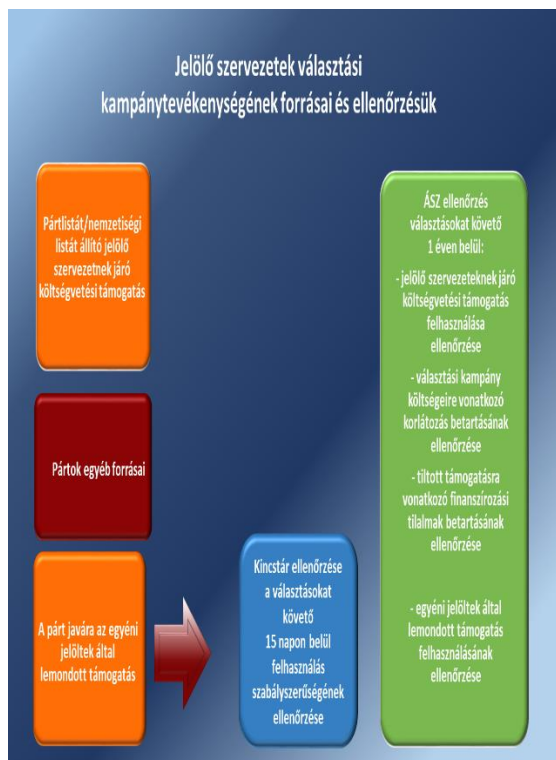 Jelölő szervezetek választási
kampánytevékenységének forrásai és ellenőrzésük
Pártlistát/nemzetiségi
listát állító jelölő
szervezetnek járó
költségvetési támogatás
Pártok egyéb forrásai
A párt javára az egyéni
jelöltek által
lemondott támogatás
Kincstár ellenőrzése
a választásokat
követő
15 napon belül
felhasználás
szabályszerűségének
ellenőrzése
ÁSZ ellenőrzés
választásokat követő
1 éven belül:
- jelölő szervezeteknek járó
költségvetési támogatás
felhasználása
ellenőrzése
- választási kampány
költségeire vonatkozó
korlátozás betartásának
ellenőrzése
- tiltott támogatásra
vonatkozó finanszírozási
tilalmak betartásának
ellenőrzése
- egyéni jelöltek által
lemondott támogatás
felhasználásának
ellenőrzése